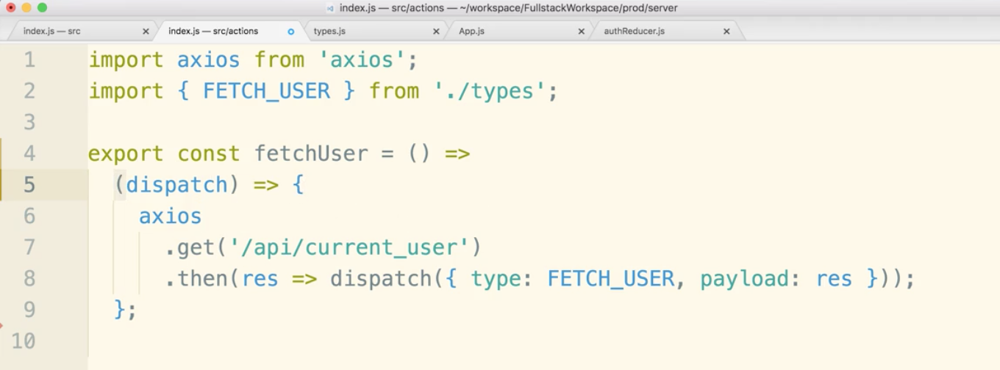 index.js — src/actions — ~/workspace/FullstackWorkspace/prod/server
index.js — src
index.js — src/actions
types.js
App.js
authReducer.js
1 import axios from 'axios';
2 import { FETCH_USER } from './types';
3
4 export const fetchUser = () =>
5 (dispatch) => {
6 axios
7 .get('/api/current_user')
8 .then(res => dispatch({ type: FETCH_USER, payload: res }));
9 };
10